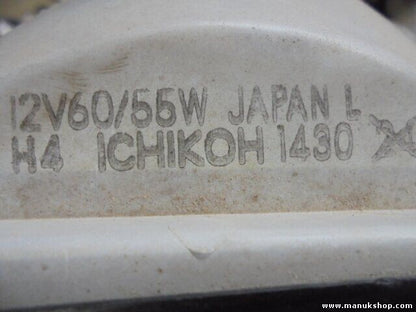 12V60/55W JAPAN L
H4 ICHIKOH 1430
www.manukshop.com